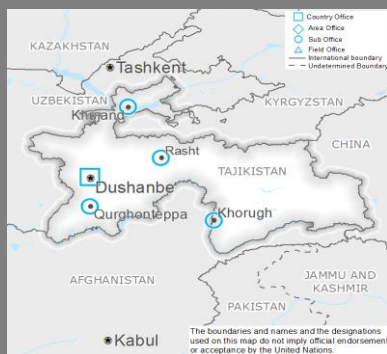 Country Office
Area Office
Sub Office
Field Office
International boundary
Undetermined Boundary
KAZAKHSTAN
Tashkent
UZBEKISTAN
KYRGYZSTAN
Khujand
CHINA
Rasht
TAJIKISTAN
Dushanbe
Qurghonteppa
Khorugh
AFGHANISTAN
JAMMU AND
KASHMIR
PAKISTAN
Kabul
The boundaries and names and the designations
used on this map do not imply official endorsement
or acceptance by the United Nations.